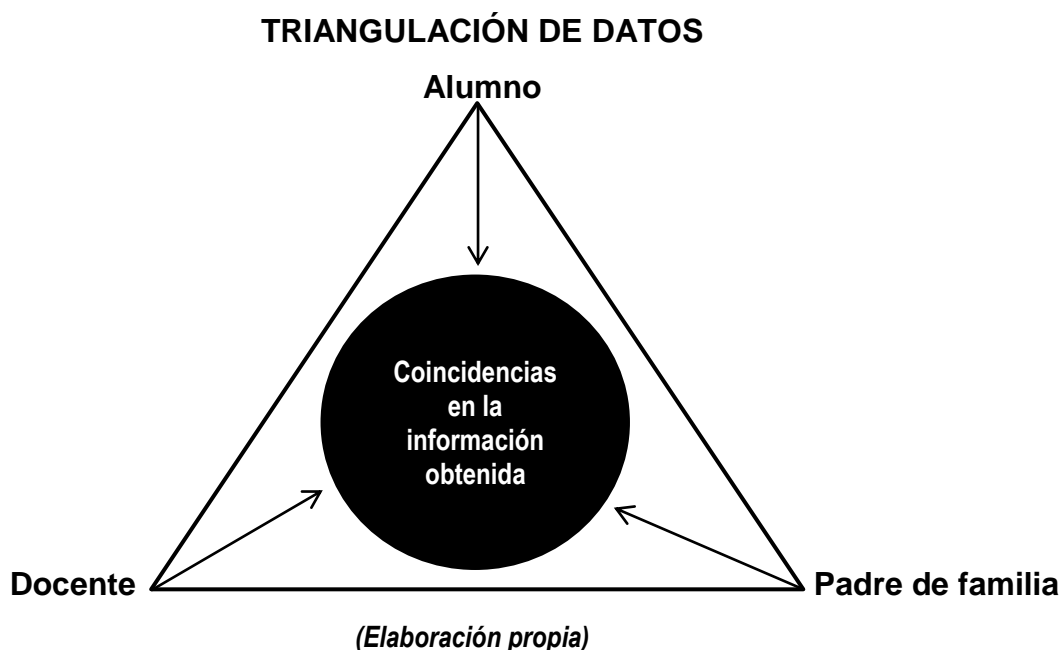 TRIANGULACIÓN DE DATOS
Alumno
Coincidencias
en la
información
obtenida
Docente
Padre de familia
(Elaboración propia)